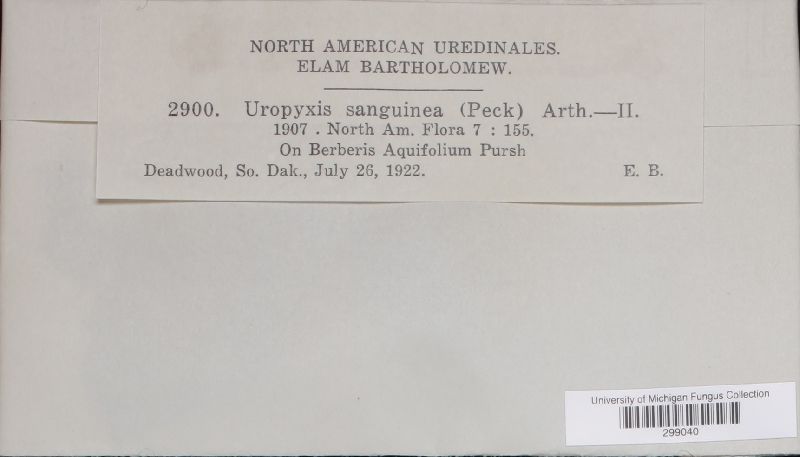 NORTH AMERICAN UREDINALES.
ELAM BARTHOLOMEW.
2900. Uropyxis sanguinea (Peck) Arth.—II.
1907 . North Am. Flora 7 : 155.
On Berberis Aquifolium Pursh
Deadwood, So. Dak., July 26, 1922. E. B.
University of Michigan Fungus Collection
299040